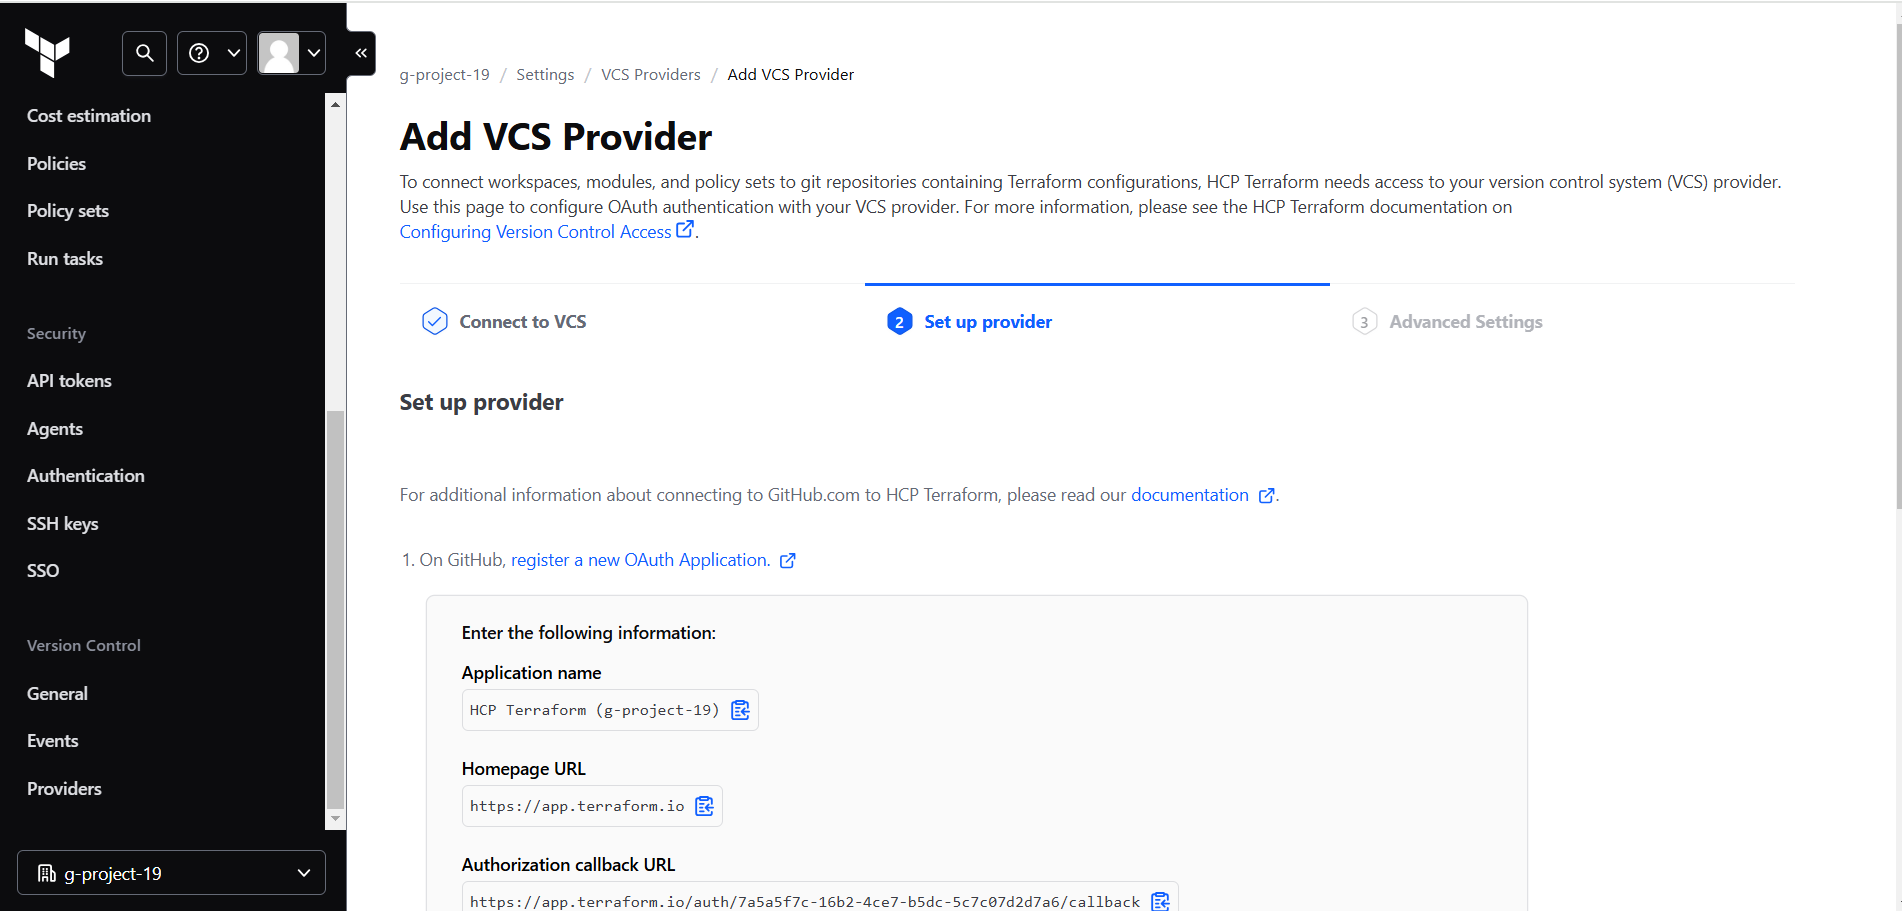 Cost estimation
Policies
Policy sets
Run tasks
Security
API tokens
Agents
Authentication
SSH keys
SSO
Version Control
General
Events
Providers
g-project-19
g-project-19 / Settings / VCS Providers / Add VCS Provider
Add VCS Provider
To connect workspaces, modules, and policy sets to git repositories containing Terraform configurations, HCP Terraform needs access to your version control system (VCS) provider.
Use this page to configure OAuth authentication with your VCS provider. For more information, please see the HCP Terraform documentation on
Configuring Version Control Access.
Connect to VCS
2 Set up provider
3 Advanced Settings
Set up provider
For additional information about connecting to GitHub.com to HCP Terraform, please read our documentation.
1. On GitHub, register a new OAuth Application.
Enter the following information:
Application name
HCP Terraform (g-project-19)
Homepage URL
https://app.terraform.io
Authorization callback URL
https://app.terraform.io/auth/7a5a5f7c-16b2-4ce7-b5dc-5c7c07d2d7a6/callback